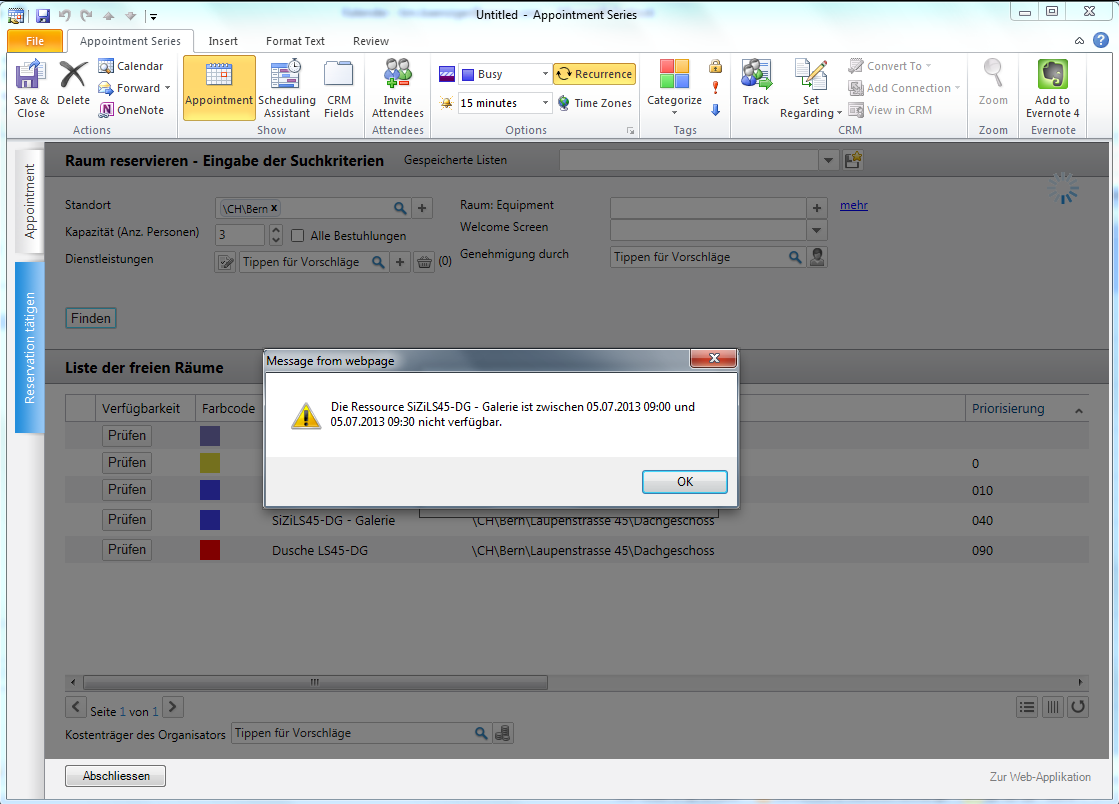 Untitled - Appointment Series
File Appointment Series Insert Format Text Review
Save & Close
Delete
Calendar
Forward
OneNote
Actions
Appointment
Scheduling Assistant
CRM Fields
Show
Invite Attendees
Attendees
Busy
15 minutes
Recurrence
Time Zones
Options
Categorize
Tags
Track
Set Regarding
Convert To
Add Connection
View in CRM
CRM
Zoom
Zoom
Add to Evernote 4
Evernote
Appointment
Reservation tätigen
Raum reservieren - Eingabe der Suchkriterien Gespeicherte Listen
Standort \CH\Bern x Raum: Equipment mehr
Kapazität (Anz. Personen) 3 Alle Bestuhlungen Welcome Screen
Dienstleistungen Tippen für Vorschläge (0) Genehmigung durch Tippen für Vorschläge
Finden
Liste der freien Räume
Verfügbarkeit Farbcode Priorisierung
Prüfen
Prüfen 0
Prüfen 010
Prüfen SiZiLS45-DG - Galerie \CH\Bern\Laupenstrasse 45\Dachgeschoss 040
Prüfen Dusche LS45-DG \CH\Bern\Laupenstrasse 45\Dachgeschoss 090
Message from webpage
Die Ressource SiZiLS45-DG - Galerie ist zwischen 05.07.2013 09:00 und
05.07.2013 09:30 nicht verfügbar.
OK
Seite 1 von 1
Kostenträger des Organisators Tippen für Vorschläge
Abschliessen Zur Web-Applikation